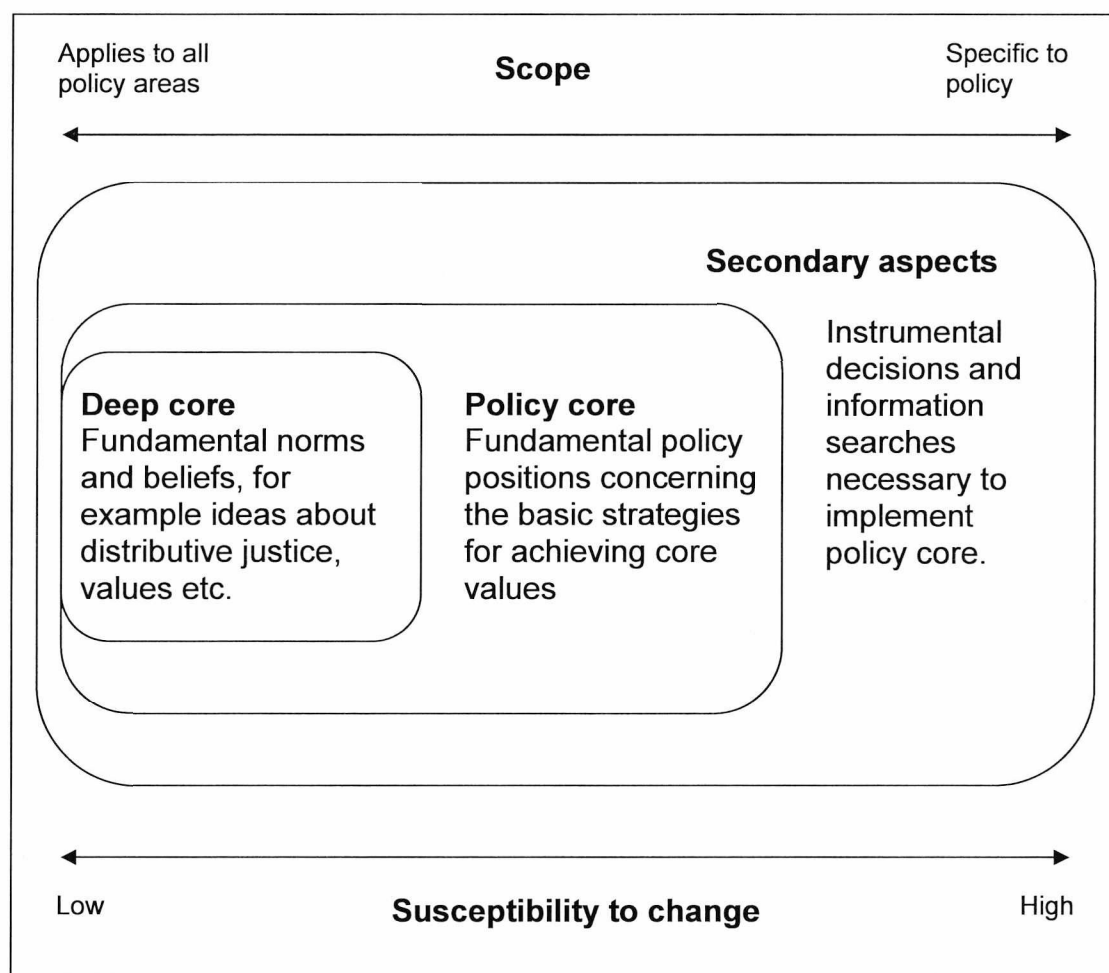 Applies to all
policy areas
Scope
Specific to
policy
Secondary aspects
Deep core
Fundamental norms
and beliefs, for
example ideas about
distributive justice,
values etc.
Policy core
Fundamental policy
positions concerning
the basic strategies
for achieving core
values
Instrumental
decisions and
information
searches
necessary to
implement
policy core.
Low
Susceptibility to change
High